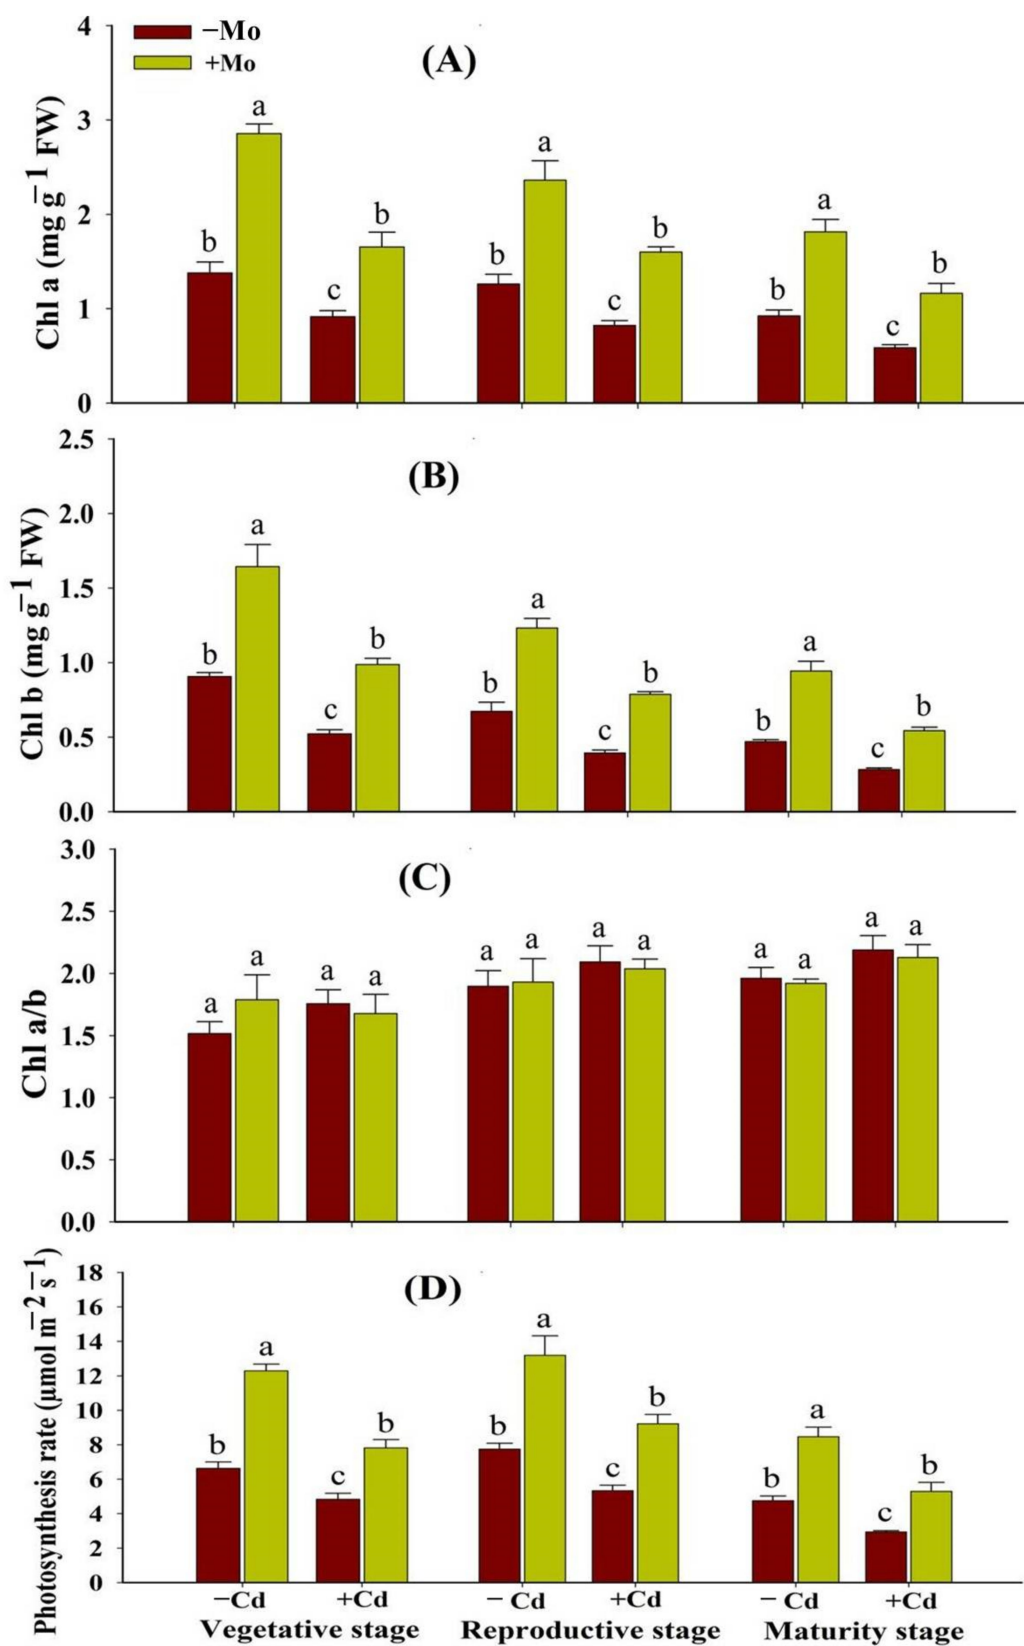 4
−Mo
+Mo
(A)
Chl a (mg g−1 FW)
3
2
1
0
a
b
c
b
a
b
c
b
a
b
c
b
2.5
(B)
Chl b (mg g−1 FW)
2.0
1.5
1.0
0.5
0.0
a
b
c
b
a
b
c
b
a
b
c
b
3.0
(C)
Chl a/b
2.5
2.0
1.5
1.0
0.5
0.0
a
a
a
a
a
a
a
a
a
a
a
a
18
(D)
Photosynthesis rate (μmol m−2 s−1)
16
14
12
10
8
6
4
2
0
b
a
c
b
b
a
c
b
b
a
c
b
−Cd +Cd − Cd +Cd − Cd +Cd
Vegetative stage Reproductive stage Maturity stage